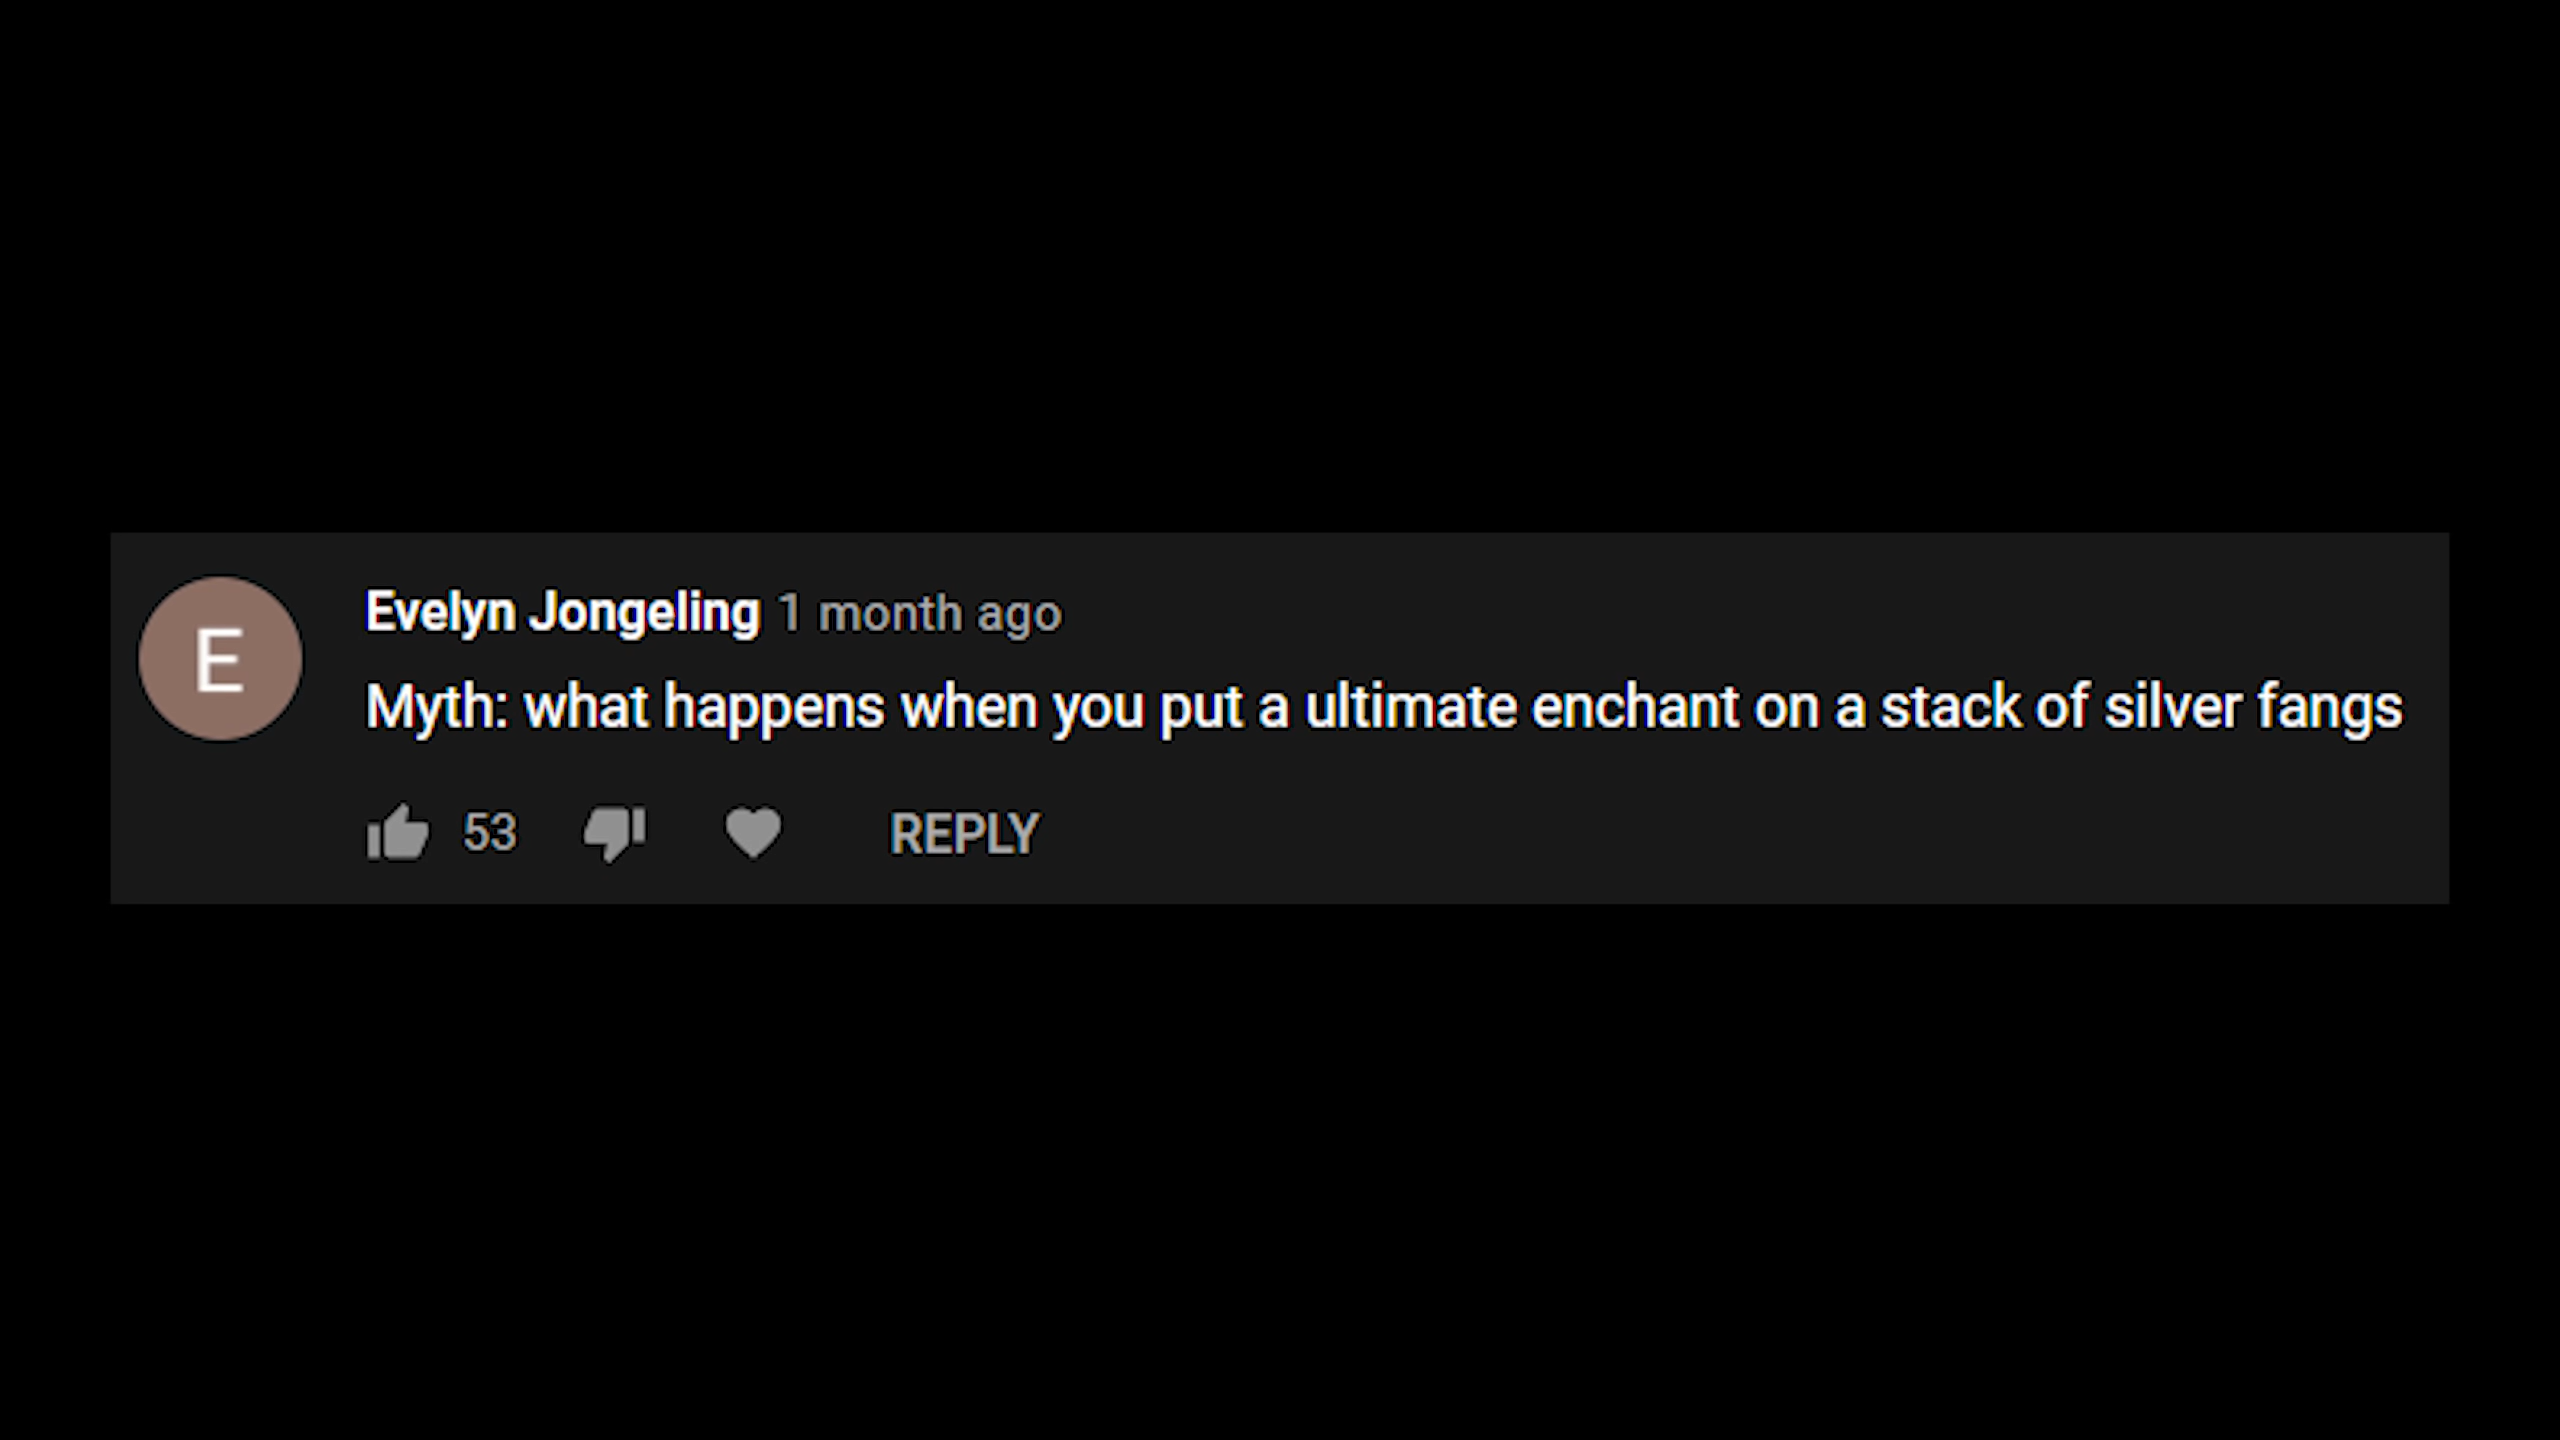 E
Evelyn Jongeling 1 month ago
Myth: what happens when you put a ultimate enchant on a stack of silver fangs
53 REPLY